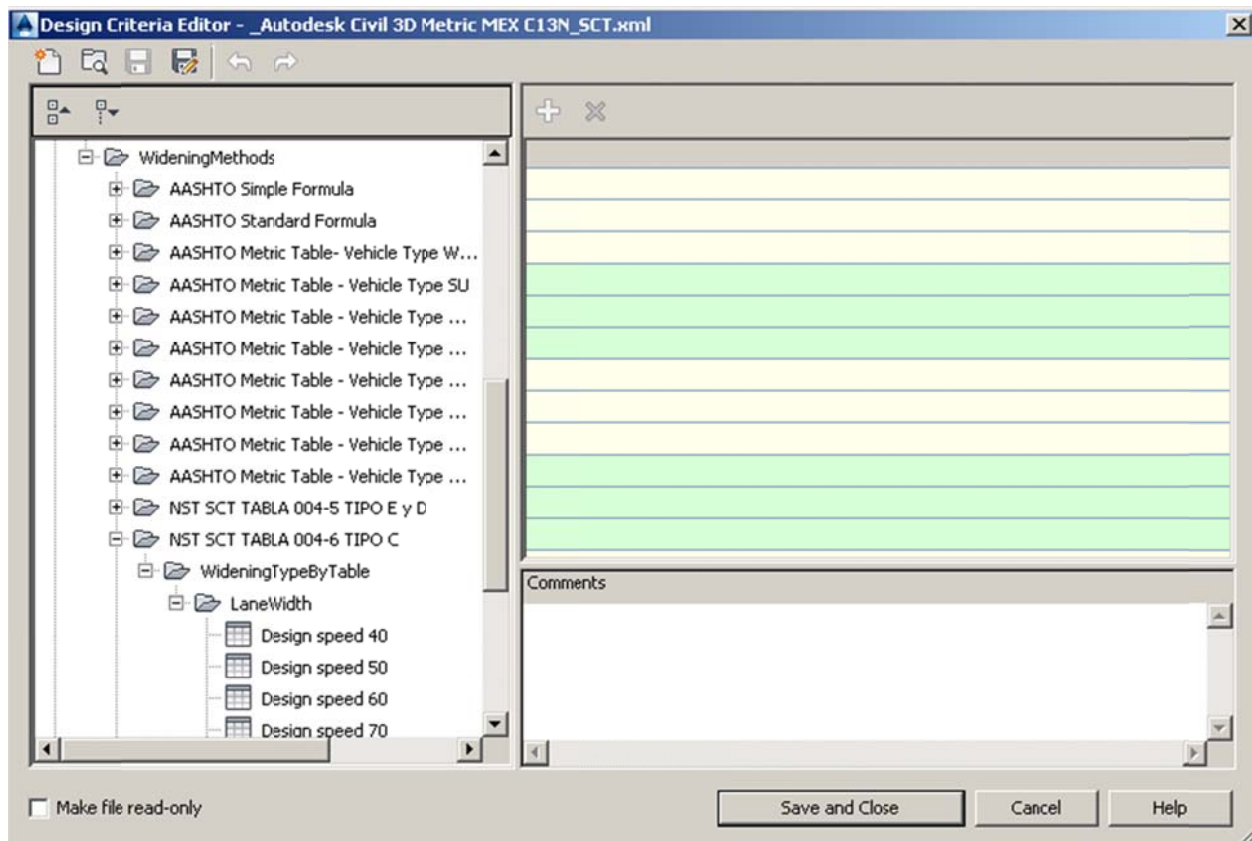 Design Criteria Editor - _Autodesk Civil 3D Metric MEX C13N_SCT.xml
WideningMethods
AASHTO Simple Formula
AASHTO Standard Formula
AASHTO Metric Table- Vehicle Type W...
AASHTO Metric Table - Vehicle Type SU
AASHTO Metric Table - Vehicle Type ...
AASHTO Metric Table - Vehicle Type ...
AASHTO Metric Table - Vehicle Type ...
AASHTO Metric Table - Vehicle Type ...
AASHTO Metric Table - Vehicle Type ...
AASHTO Metric Table - Vehicle Type ...
NST SCT TABLA 004-5 TIPO E y D
NST SCT TABLA 004-6 TIPO C
WideningTypeByTable
LaneWidth
Design speed 40
Design speed 50
Design speed 60
Design speed 70
Comments
Make file read-only
Save and Close
Cancel
Help